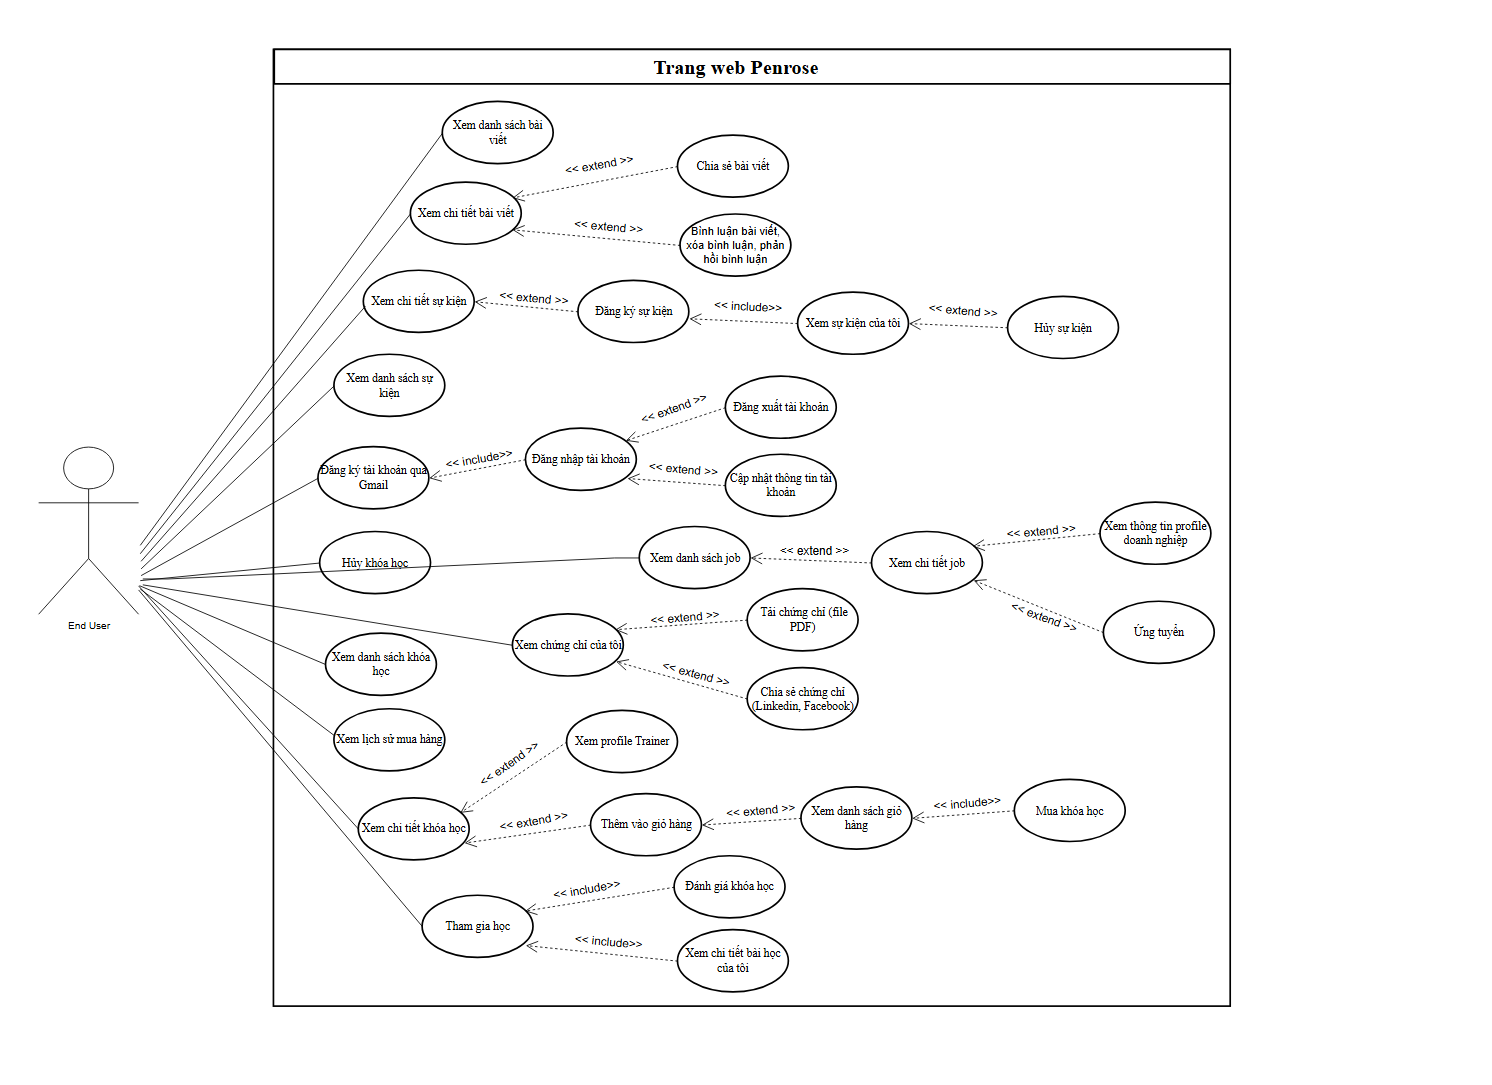 Trang web Penrose
Xem danh sách bài
viết
<< extend >>
Chia sẻ bài viết
Xem chi tiết bài viết
<< extend >>
Bình luận bài viết,
xóa bình luận, phản
hồi bình luận
Xem chi tiết sự kiện
<< extend >>
Đăng ký sự kiện
<< include>>
Xem sự kiện của tôi
<< extend >>
Hủy sự kiện
Xem danh sách sự
kiện
Đăng ký tài khoản qua
Gmail
<< include>>
Đăng nhập tài khoản
<< extend >>
Đăng xuất tài khoản
<< extend >>
Cập nhật thông tin tài
khoản
Hủy khóa học
Xem danh sách job
<< extend >>
Xem chi tiết job
<< extend >>
Xem thông tin profile
doanh nghiệp
<< extend >>
Ứng tuyển
End User
Xem chứng chỉ của tôi
<< extend >>
Tải chứng chỉ (file
PDF)
<< extend >>
Chia sẻ chứng chỉ
(Linkedin, Facebook)
Xem danh sách khóa
học
Xem lịch sử mua hàng
<< extend >>
Xem profile Trainer
Xem chi tiết khóa học
<< extend >>
Thêm vào giỏ hàng
<< extend >>
Xem danh sách giỏ
hàng
<< include>>
Mua khóa học
Tham gia học
<< include>>
Đánh giá khóa học
<< include>>
Xem chi tiết bài học
của tôi